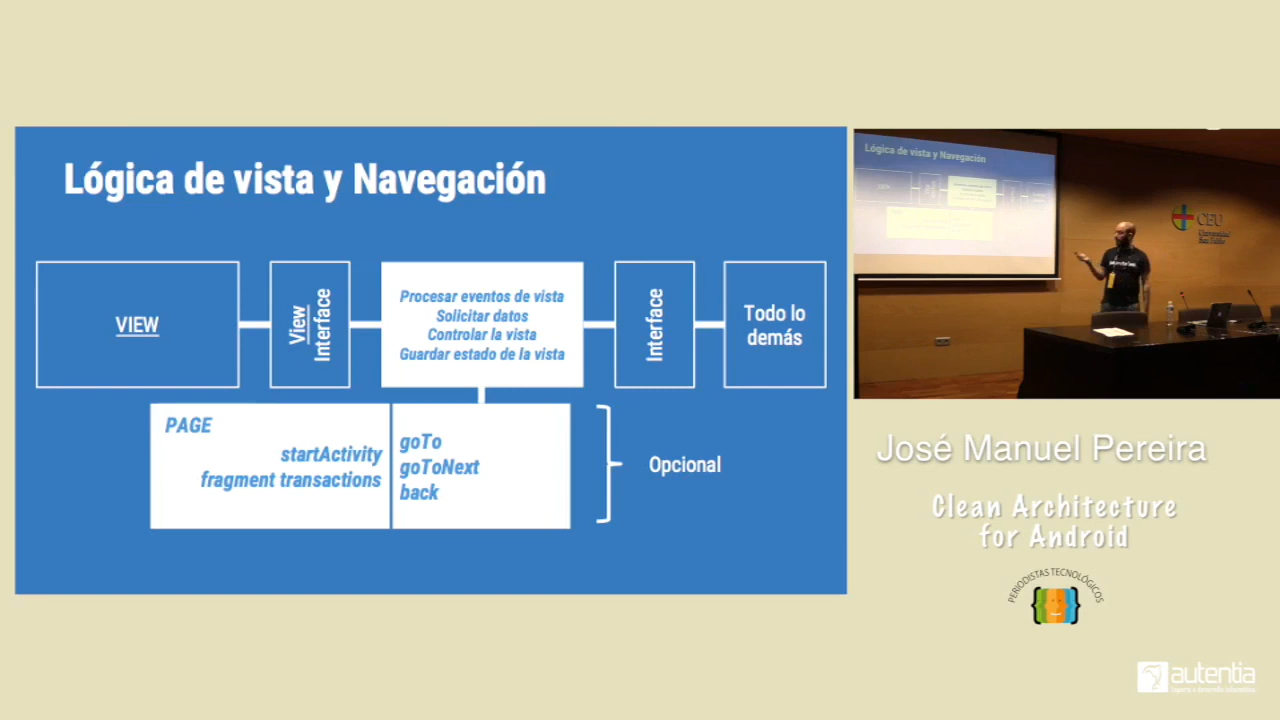 Lógica de vista y Navegación
VIEW
View
Interface
Procesar eventos de vista
Solicitar datos
Controlar la vista
Guardar estado de la vista
Interface
Todo lo
demás
PAGE
startActivity
fragment transactions
goTo
goToNext
back
Opcional
Lógica de vista y Navegación
CEU
José Manuel Pereira
Clean Architecture
for Android
PERIODISTAS TECNOLÓGICOS
autentia